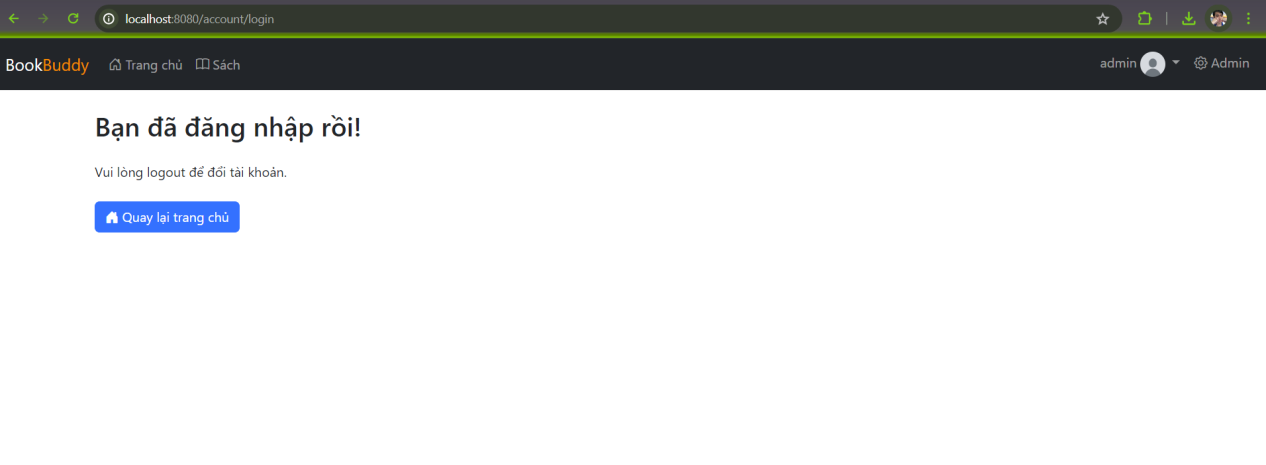 localhost:8080/account/login
BookBuddy Trang chủ Sách admin Admin
Bạn đã đăng nhập rồi!
Vui lòng logout để đổi tài khoản.
Quay lại trang chủ